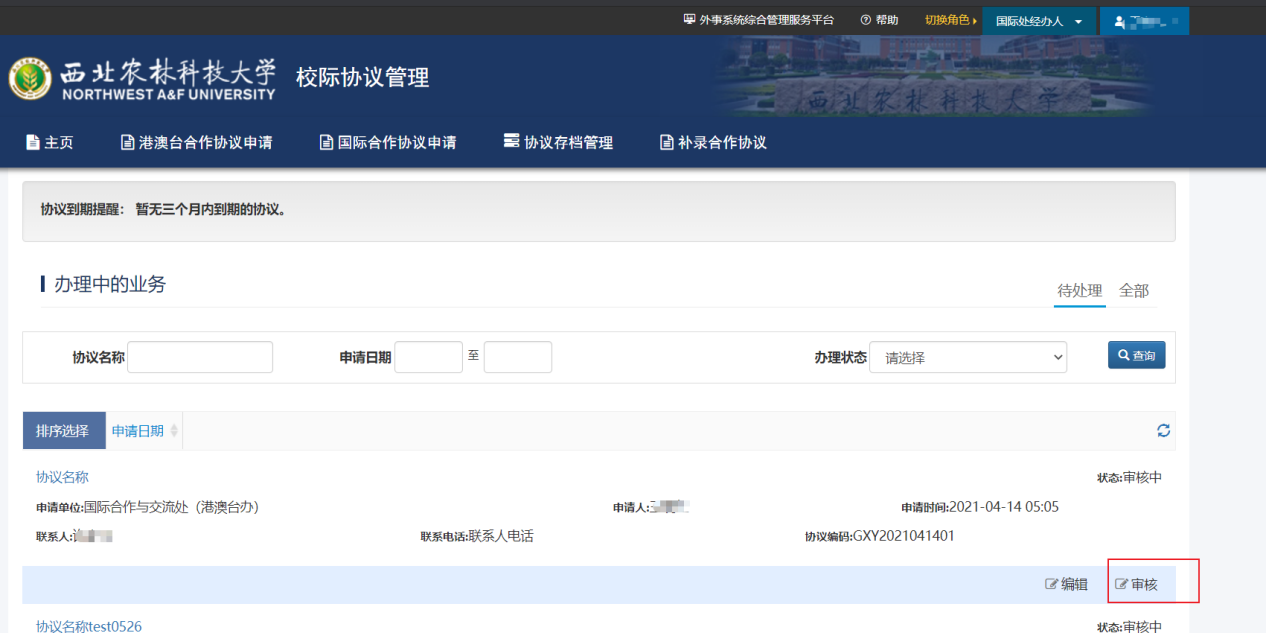 外事系统综合管理服务平台 帮助 切换角色 国际处经办人
西北农林科技大学 校际协议管理
NORTHWEST A&F UNIVERSITY
西北农林科技大学
主页 港澳台合作协议申请 国际合作协议申请 协议存档管理 补录合作协议
协议到期提醒： 暂无三个月内到期的协议。
办理中的业务
待处理 全部
协议名称 申请日期 至 办理状态 请选择 查询
排序选择 申请日期
协议名称 状态:审核中
申请单位:国际合作与交流处（港澳台办） 申请人: 申请时间:2021-04-14 05:05
联系人: 联系电话:联系人电话 协议编码:GXY2021041401
编辑 审核
协议名称test0526 状态:审核中